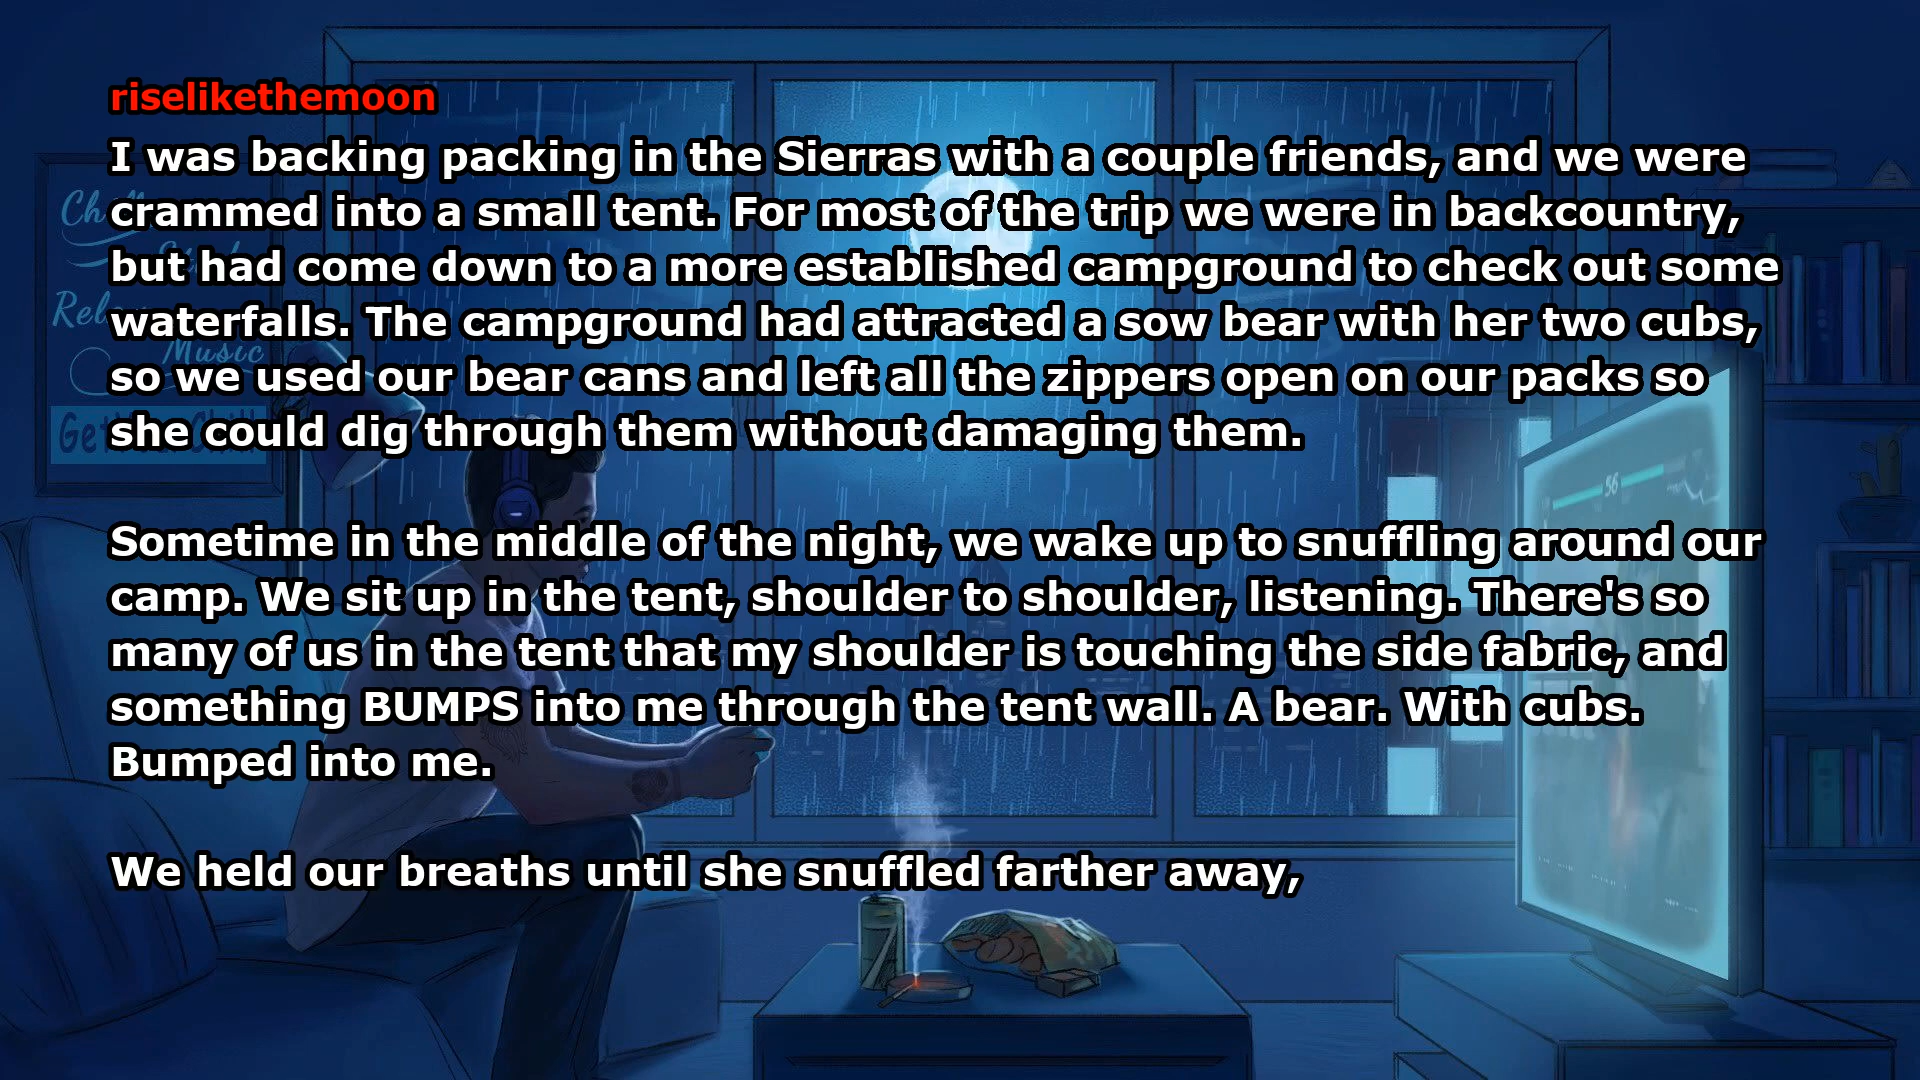 riselikethemoon
I was backing packing in the Sierras with a couple friends, and we were
crammed into a small tent. For most of the trip we were in backcountry,
but had come down to a more established campground to check out some
waterfalls. The campground had attracted a sow bear with her two cubs,
so we used our bear cans and left all the zippers open on our packs so
she could dig through them without damaging them.
Sometime in the middle of the night, we wake up to snuffling around our
camp. We sit up in the tent, shoulder to shoulder, listening. There's so
many of us in the tent that my shoulder is touching the side fabric, and
something BUMPS into me through the tent wall. A bear. With cubs.
Bumped into me.
We held our breaths until she snuffled farther away,
Music
56